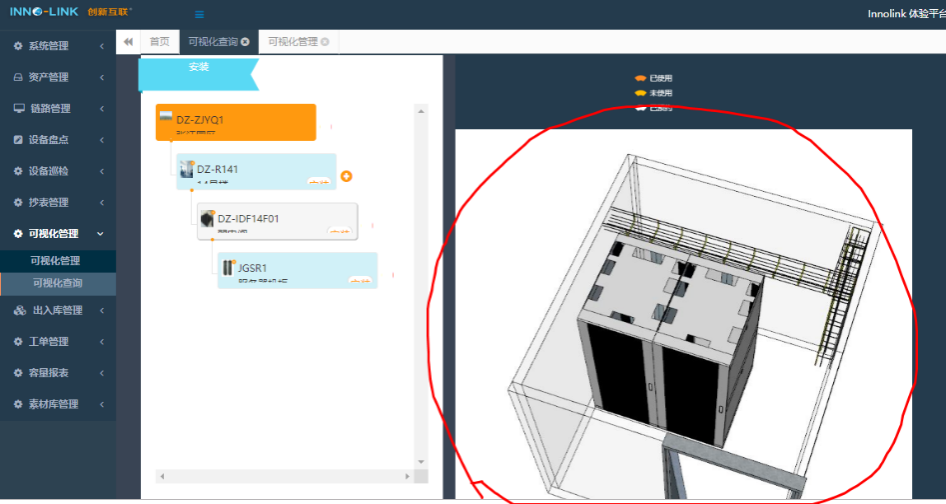 INNO-LINK 创新互联
Innolink 体验平台
系统管理
资产管理
链路管理
设备盘点
设备巡检
抄表管理
可视化管理
可视化管理
可视化查询
出入库管理
工单管理
容量报表
素材库管理
首页
可视化查询
可视化管理
安装
DZ-ZJYQ1
DZ-R141
DZ-IDF14F01
JGSR1
已使用
未使用